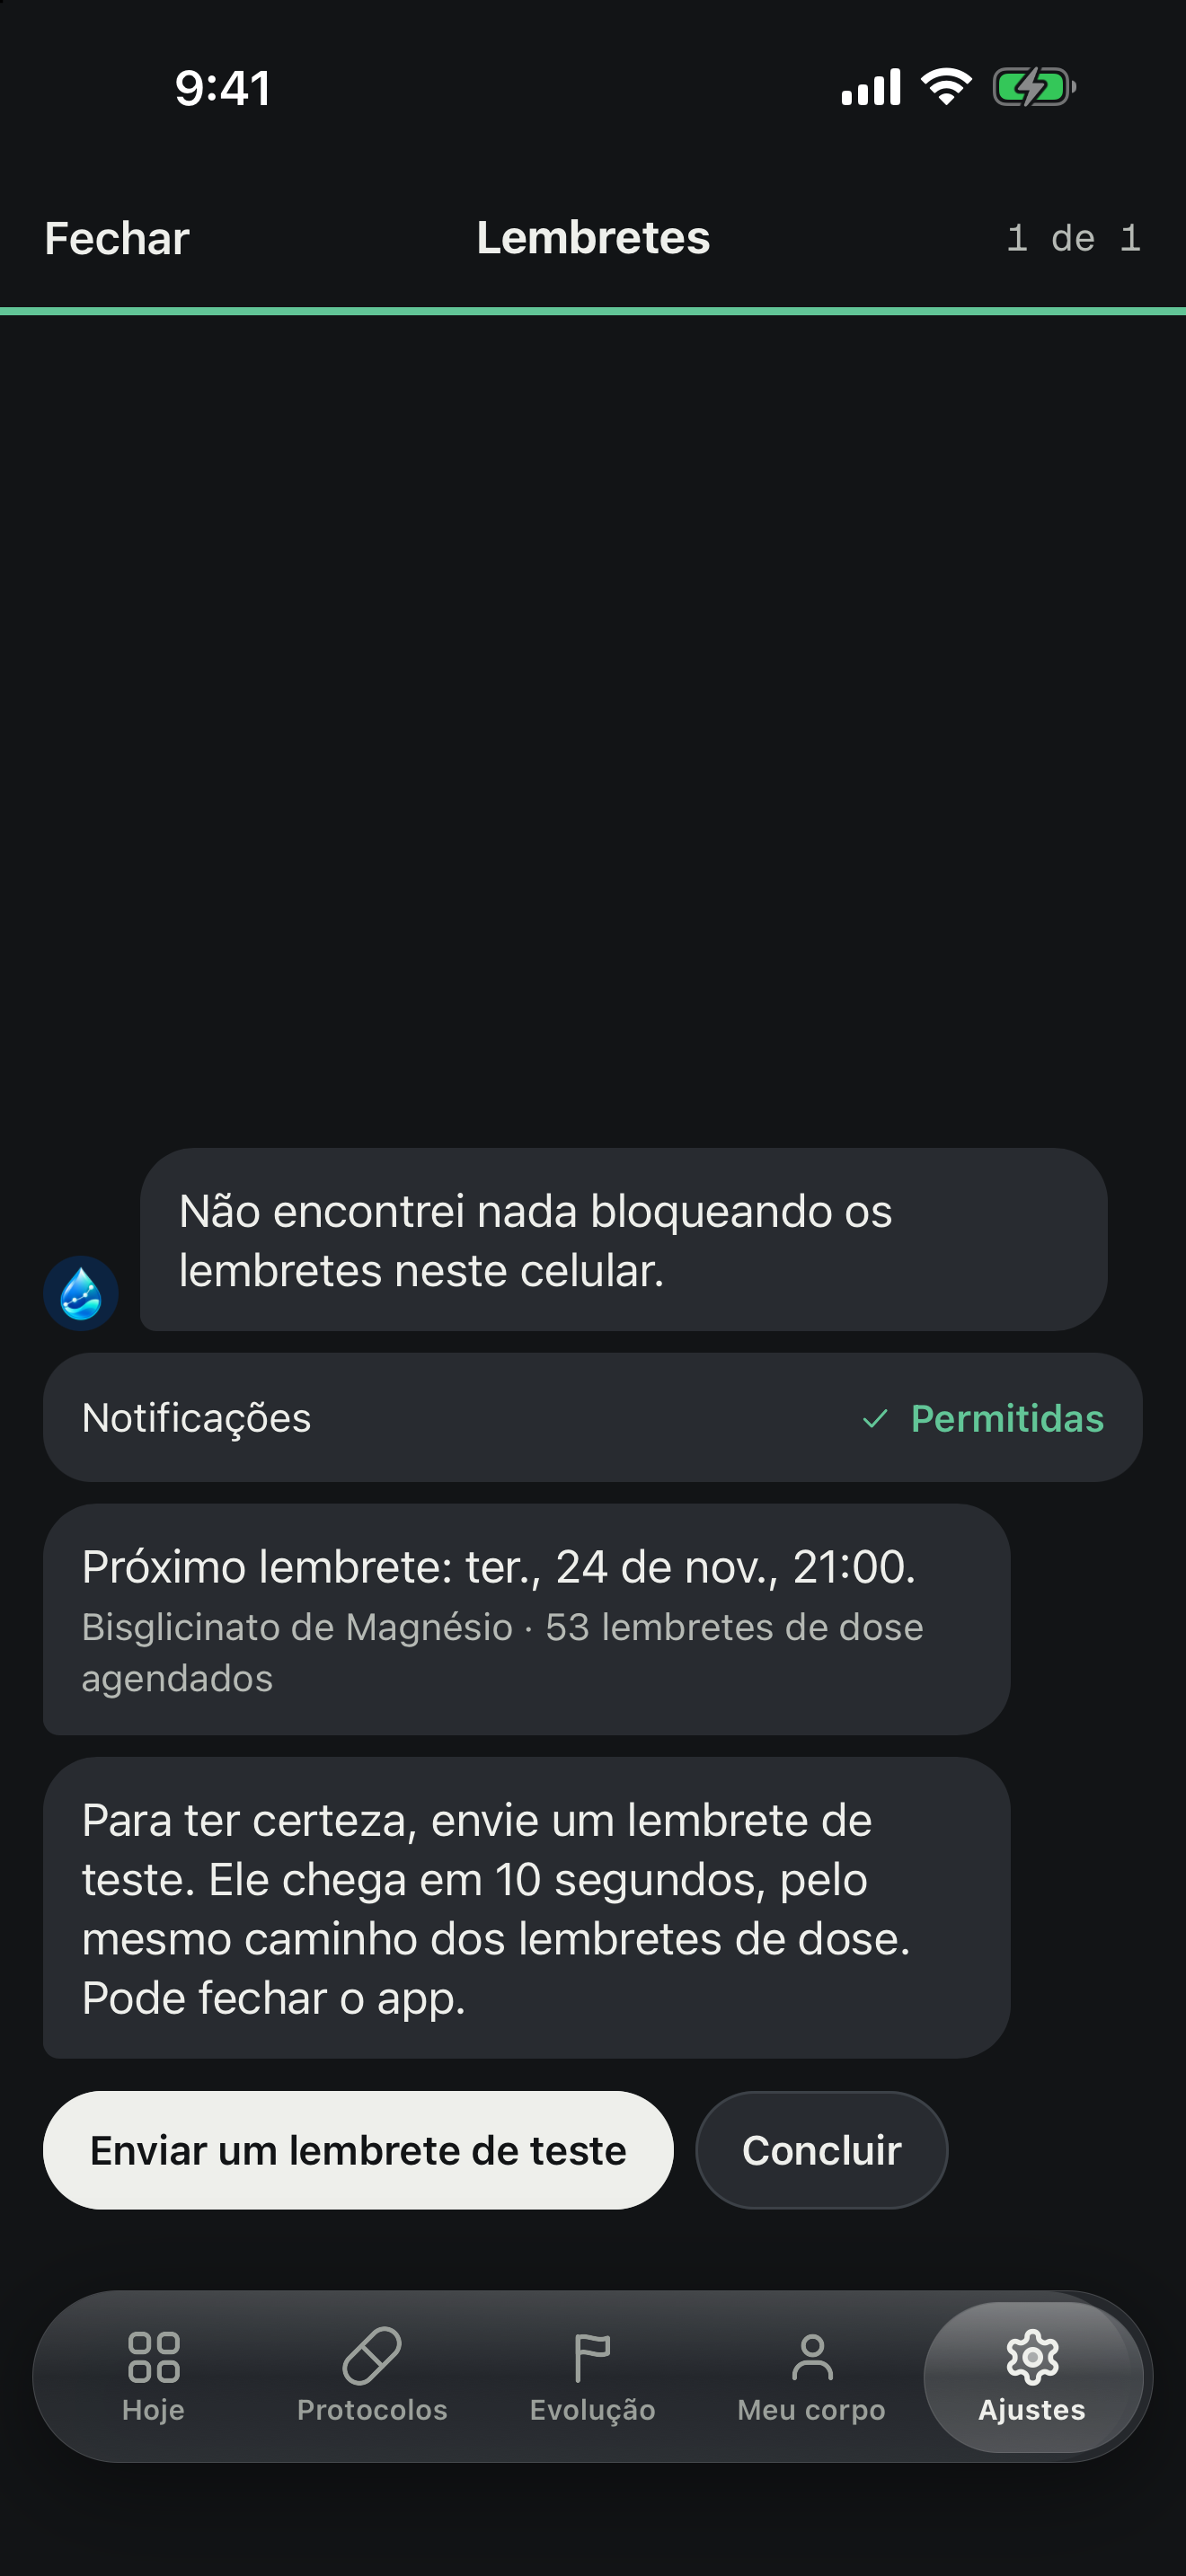 9:41
Fechar
Lembretes
1 de 1
Não encontrei nada bloqueando os
lembretes neste celular.
Notificações
Permitidas
Próximo lembrete: ter., 24 de nov., 21:00.
Bisglicinato de Magnésio · 53 lembretes de dose
agendados
Para ter certeza, envie um lembrete de
teste. Ele chega em 10 segundos, pelo
mesmo caminho dos lembretes de dose.
Pode fechar o app.
Enviar um lembrete de teste
Concluir
Hoje
Protocolos
Evolução
Meu corpo
Ajustes